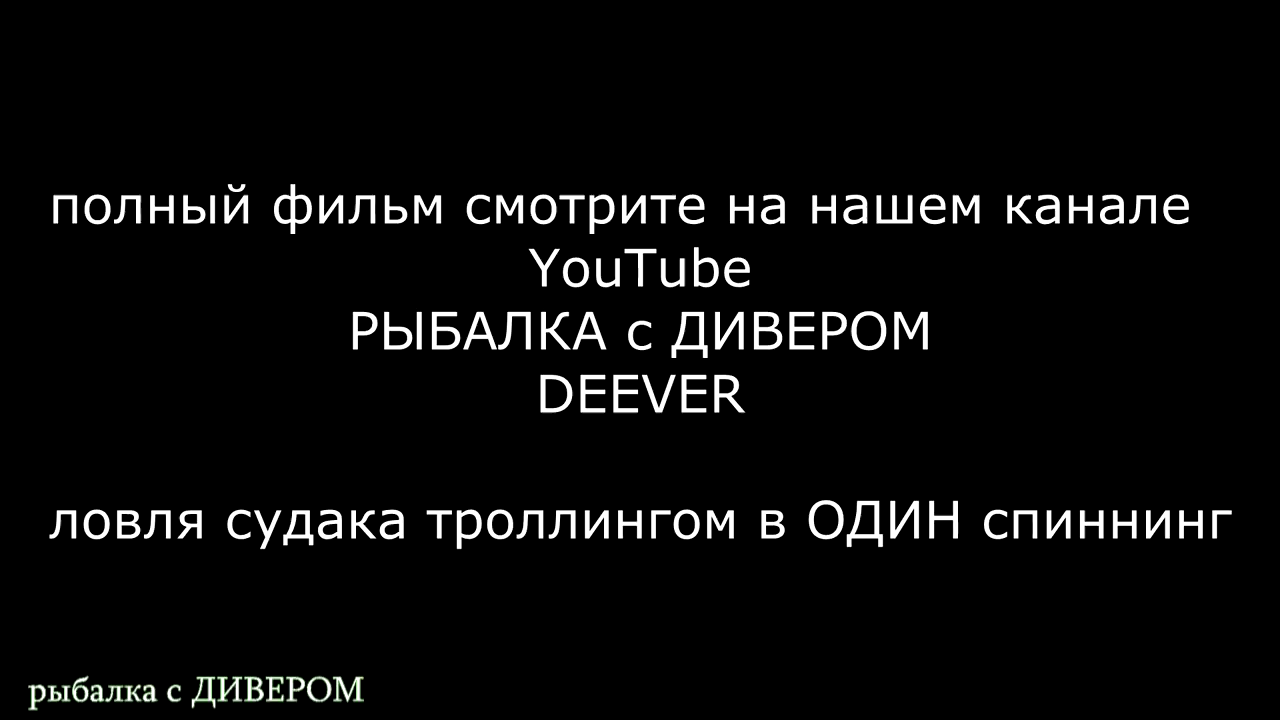 полный фильм смотрите на нашем канале
YouTube
РЫБАЛКА с ДИВЕРОМ
DEEVER
ловля судака троллингом в ОДИН спиннинг
рыбалка с ДИВЕРОМ